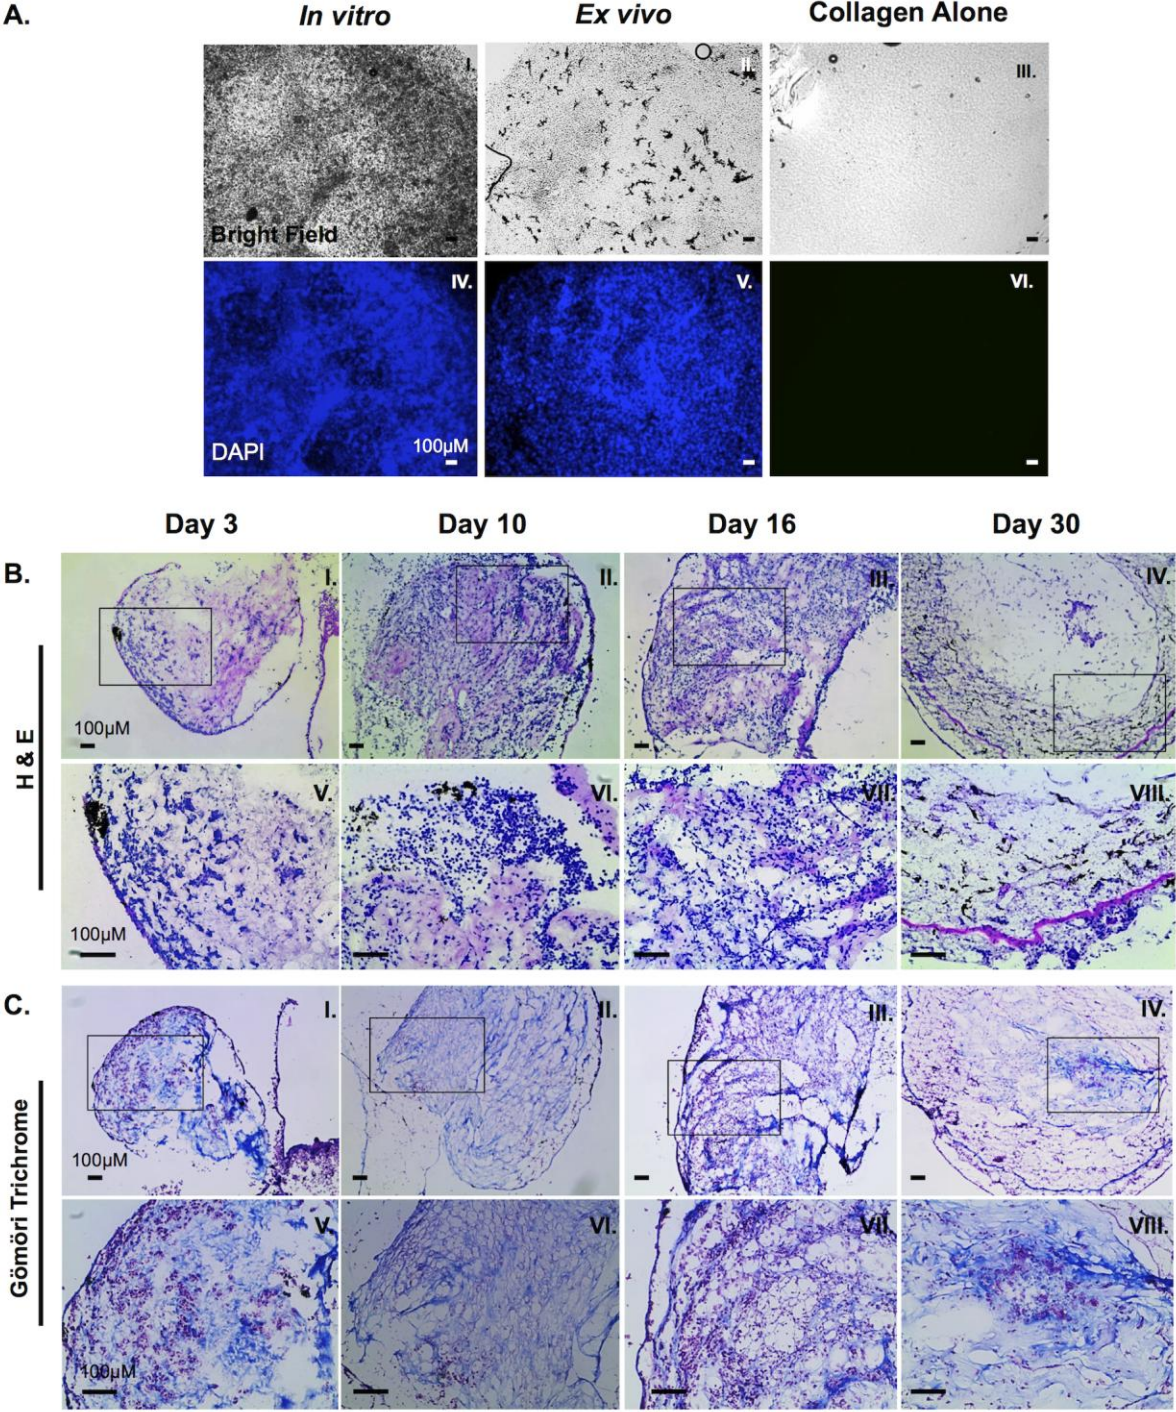 A.
In vitro
Ex vivo
Collagen Alone
I.
II.
III.
Bright Field
IV.
V.
VI.
DAPI
100µM
Day 3
Day 10
Day 16
Day 30
B.
H & E
I.
II.
III.
IV.
100µM
V.
VI.
VII.
VIII.
100µM
C.
Gömöri Trichrome
I.
II.
III.
IV.
100µM
V.
VI.
VII.
VIII.
100µM